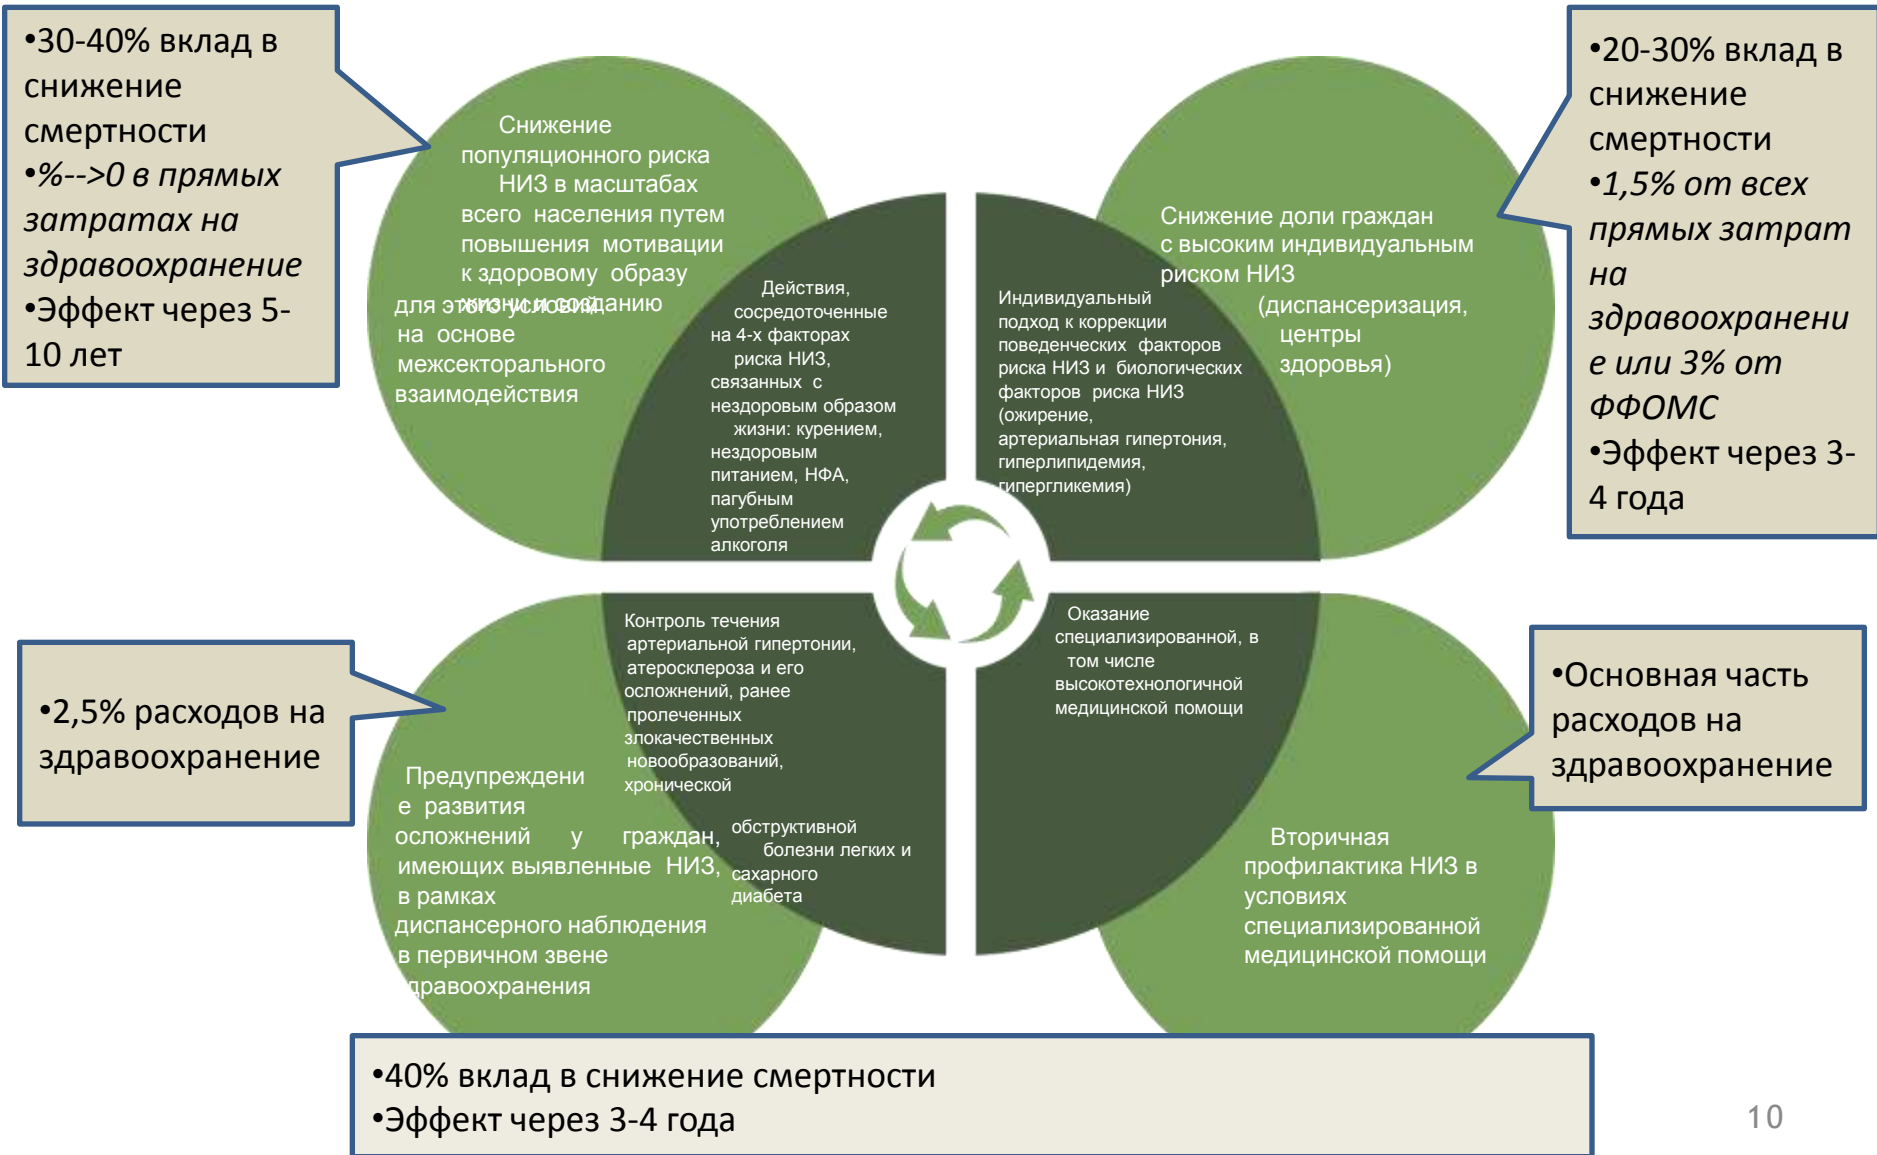 •30-40% вклад в
снижение
смертности
•%-->0 в прямых
затратах на
здравоохранение
•Эффект через 5-
10 лет
Снижение
популяционного риска
НИЗ в масштабах
всего населения путем
повышения мотивации
к здоровому образу
жизни и созданию
для этого условий
на основе
межсекторального
взаимодействия
Действия,
сосредоточенные
на 4-х факторах
риска НИЗ,
связанных с
нездоровым образом
жизни: курением,
нездоровым
питанием, НФА,
пагубным
употреблением
алкоголя
Индивидуальный
подход к коррекции
поведенческих факторов
риска НИЗ и биологических
факторов риска НИЗ
(ожирение,
артериальная гипертония,
гиперлипидемия,
гипергликемия)
Снижение доли граждан
с высоким индивидуальным
риском НИЗ
(диспансеризация,
центры
здоровья)
•20-30% вклад в
снижение
смертности
•1,5% от всех
прямых затрат
на
здравоохранени
е или 3% от
ФФОМС
•Эффект через 3-
4 года
•2,5% расходов на
здравоохранение
Предупреждени
е развития
осложнений у граждан,
имеющих выявленные НИЗ,
в рамках
диспансерного наблюдения
в первичном звене
здравоохранения
Контроль течения
артериальной гипертонии,
атеросклероза и его
осложнений, ранее
пролеченных
злокачественных
новообразований,
хронической
обструктивной
болезни легких и
сахарного
диабета
Оказание
специализированной, в
том числе
высокотехнологичной
медицинской помощи
Вторичная
профилактика НИЗ в
условиях
специализированной
медицинской помощи
•Основная часть
расходов на
здравоохранение
•40% вклад в снижение смертности
•Эффект через 3-4 года
10